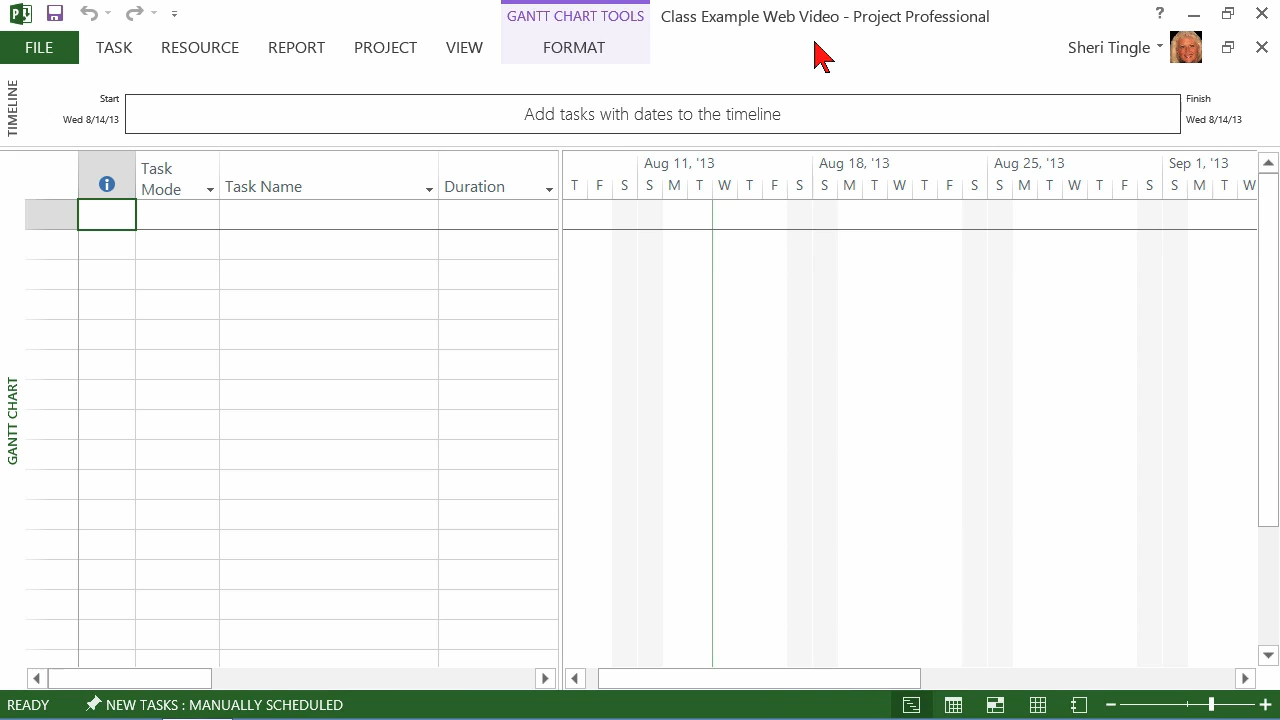 GANTT CHART TOOLS Class Example Web Video - Project Professional ?
FILE TASK RESOURCE REPORT PROJECT VIEW FORMAT Sheri Tingle
TIMELINE
Start
Wed 8/14/13
Add tasks with dates to the timeline
Finish
Wed 8/14/13
Task
Mode
Task Name
Duration
Aug 11, '13 Aug 18, '13 Aug 25, '13 Sep 1, '13
T F S S M T W T F S S M T W T F S S M T W T F S S M T W
GANTT CHART
READY NEW TASKS : MANUALLY SCHEDULED